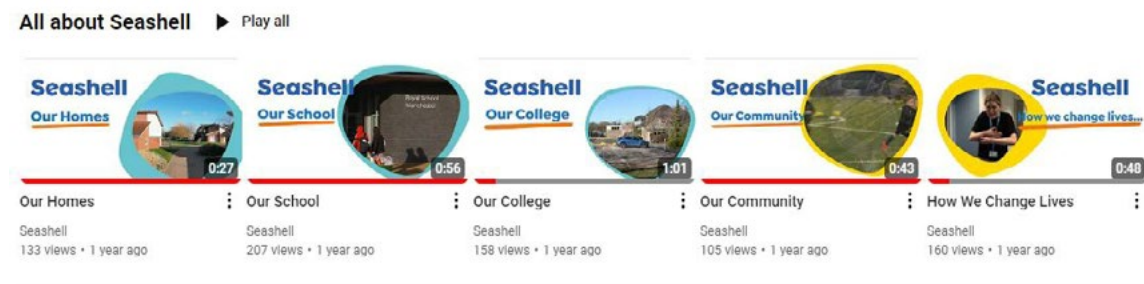 All about Seashell Play all
Seashell
Our Homes
0:27
Our Homes
Seashell
133 views • 1 year ago
Seashell
Our School
Royal School
Manchester
0:56
Our School
Seashell
207 views • 1 year ago
Seashell
Our College
1:01
Our College
Seashell
158 views • 1 year ago
Seashell
Our Community
0:43
Our Community
Seashell
105 views • 1 year ago
Seashell
How we change lives...
0:48
How We Change Lives
Seashell
160 views • 1 year ago